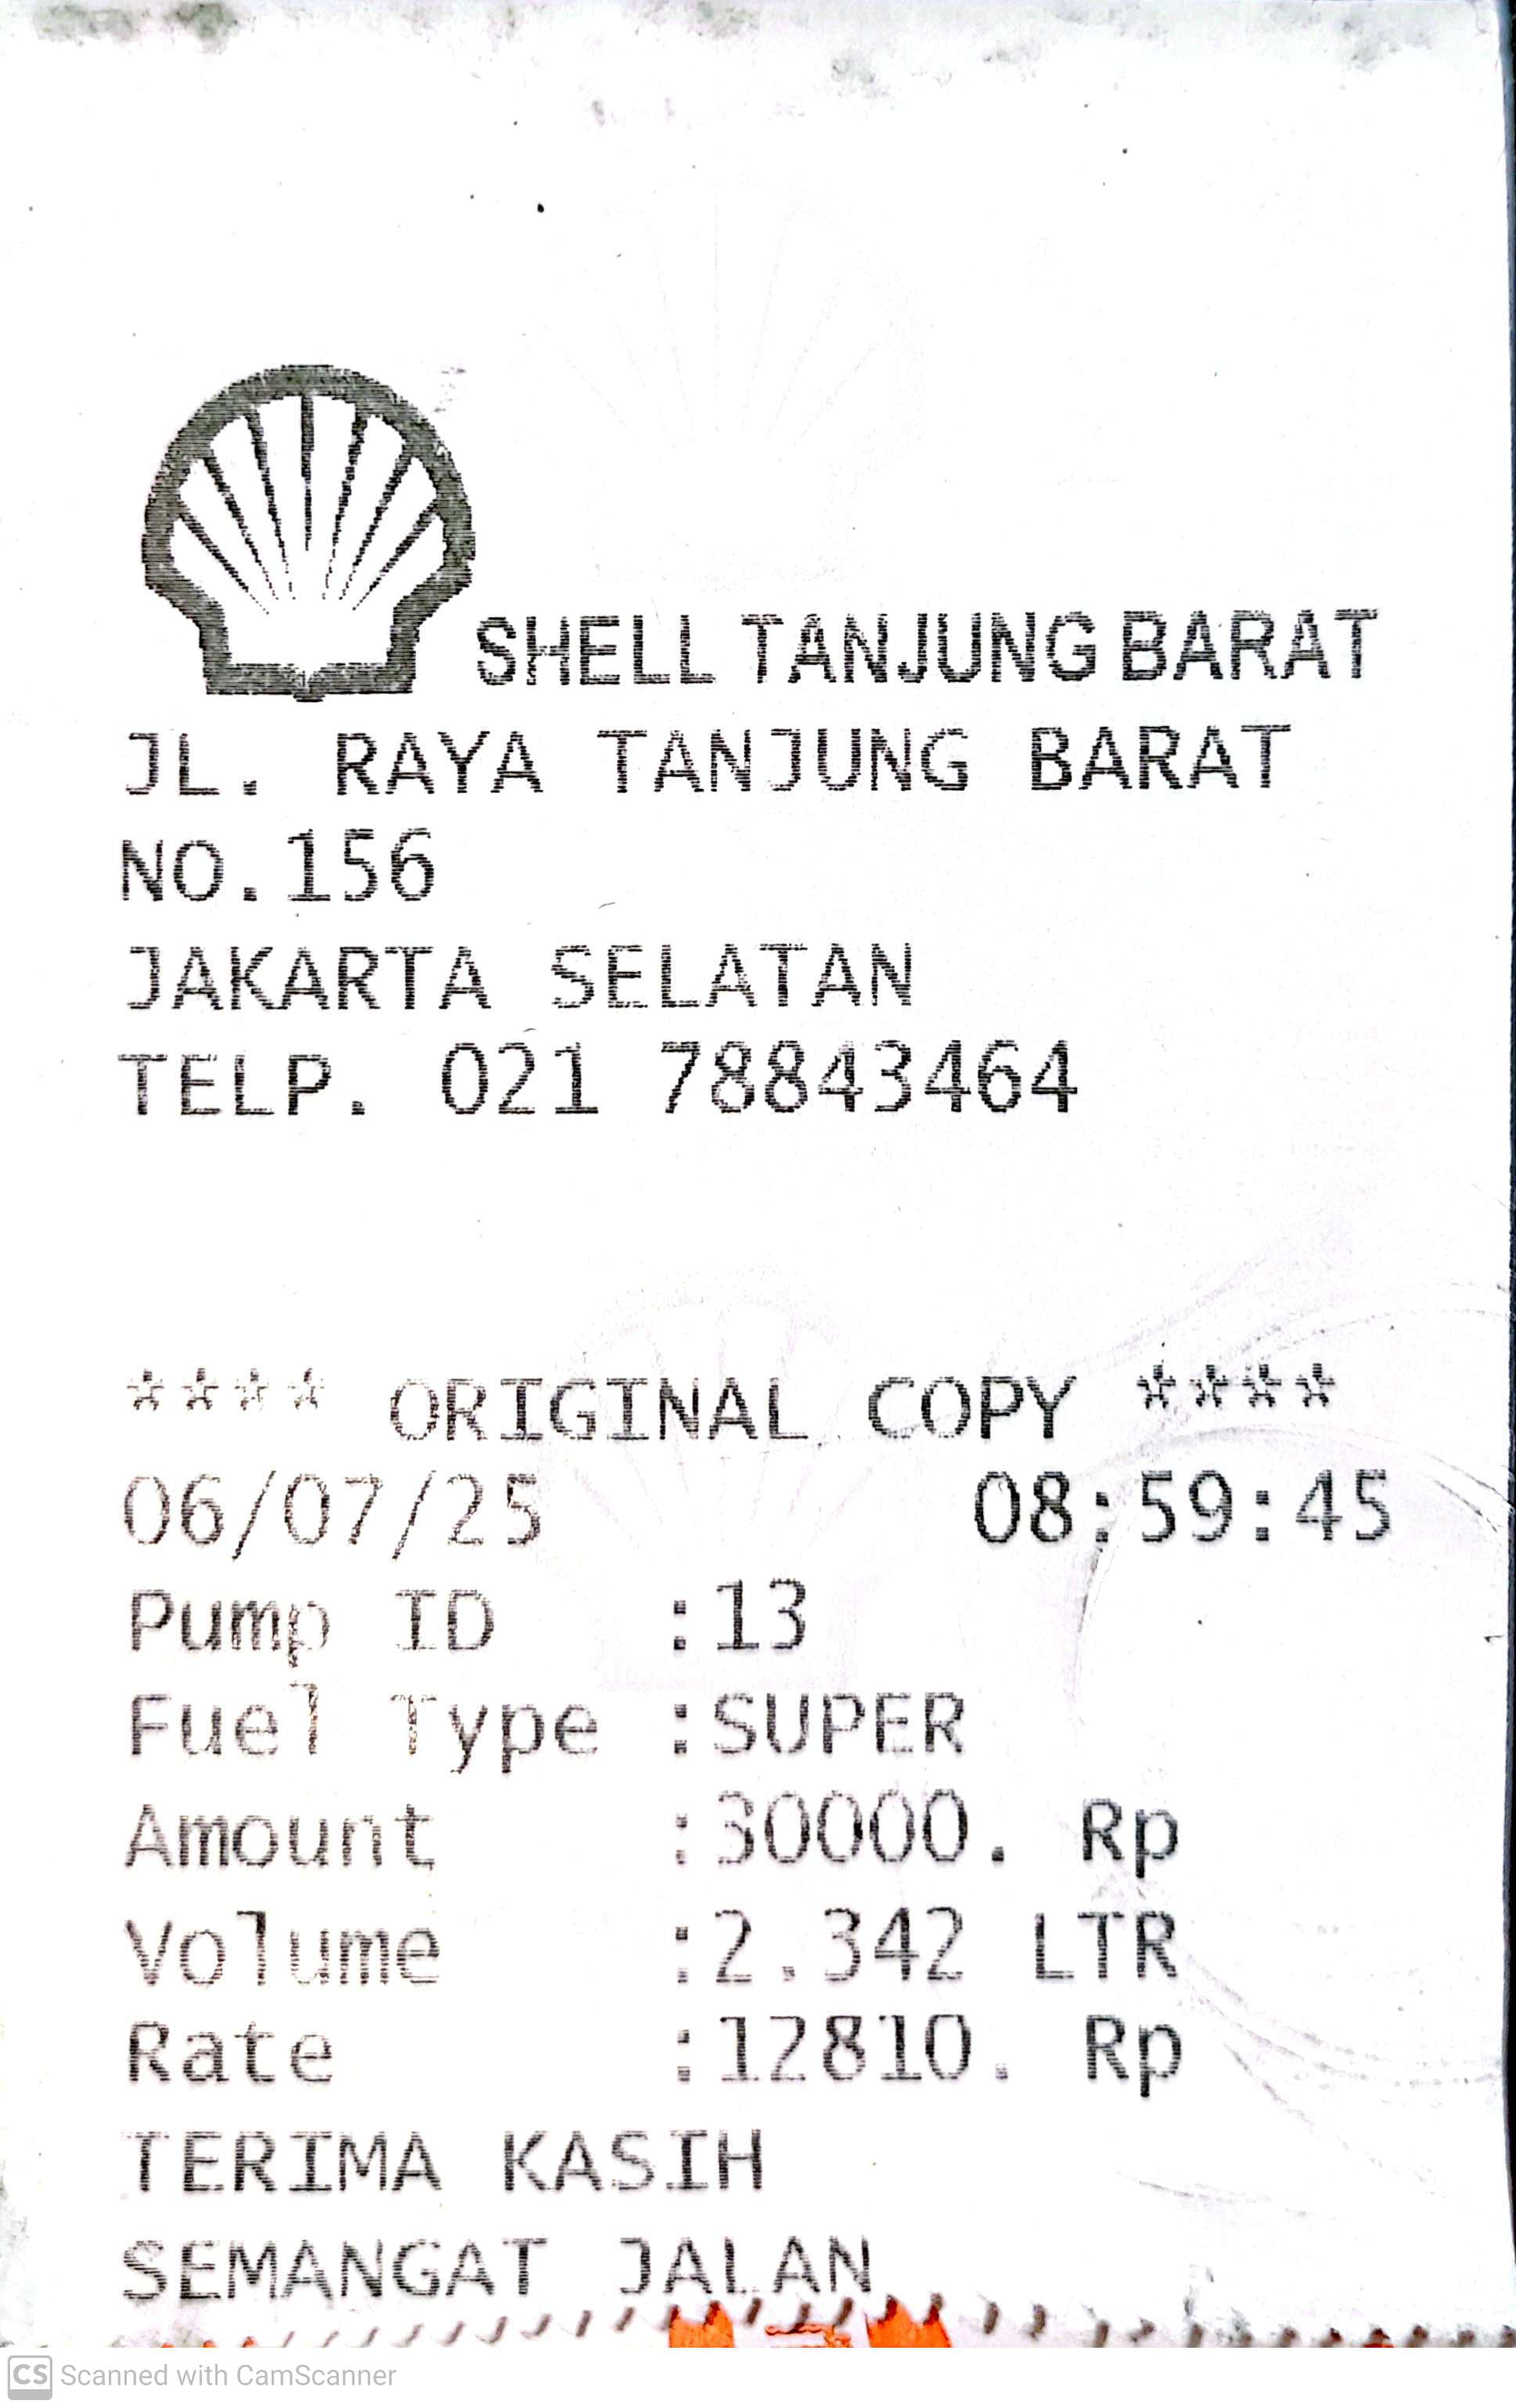 SHELL TANJUNG BARAT
JL. RAYA TANJUNG BARAT
NO.156
JAKARTA SELATAN
TELP. 021 78843464
**** ORIGINAL COPY ****
06/07/25 08:59:45
Pump ID :13
Fuel Type :SUPER
Amount :30000. Rp
Volume :2.342 LTR
Rate :12810. Rp
TERIMA KASIH
SEMANGAT JALAN
CS Scanned with CamScanner